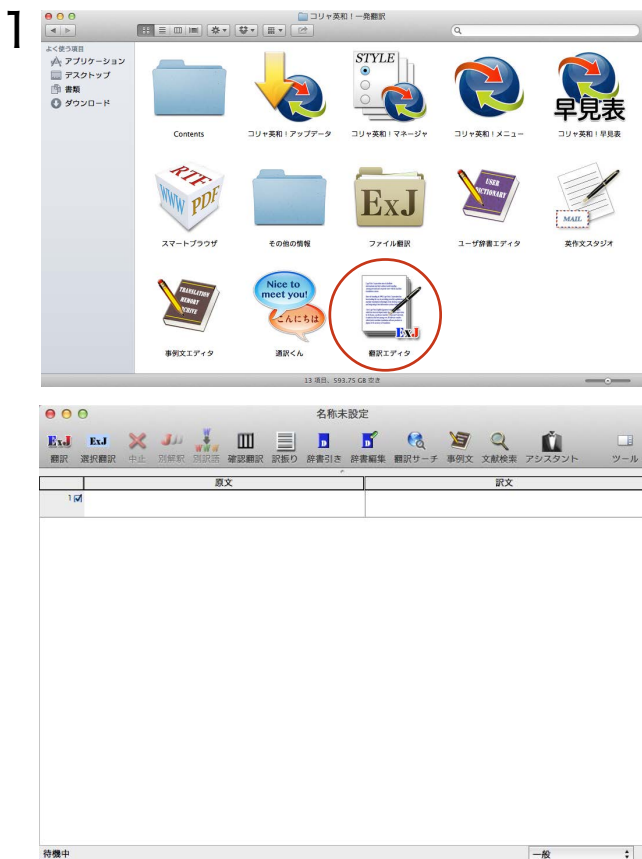 1
コリャ英和!一発翻訳
よく使う項目
アプリケーション
デスクトップ
書類
ダウンロード
STYLE
早見表
Contents
コリャ英和!アップデータ
コリャ英和!マネージャ
コリャ英和!メニュー
コリャ英和!早見表
RTF
WWW
PDF
ExJ
USER
DICTIONARY
MAIL
スマートブラウザ
その他の情報
ファイル翻訳
ユーザ辞書エディタ
英作文スタジオ
TRANSLATION
MEMORY
ARCHIVE
Nice to
meet you!
こんにちは
ExJ
事例文エディタ
通訳くん
翻訳エディタ
13 項目、593.75 GB 空き
名称未設定
ExJ ExJ
翻訳 選択翻訳 中止 別解釈 別訳語 確認翻訳 訳振り 辞書引き 辞書編集 翻訳サーチ 事例文 文献検索 アシスタント ツール
原文 訳文
1
待機中 一般